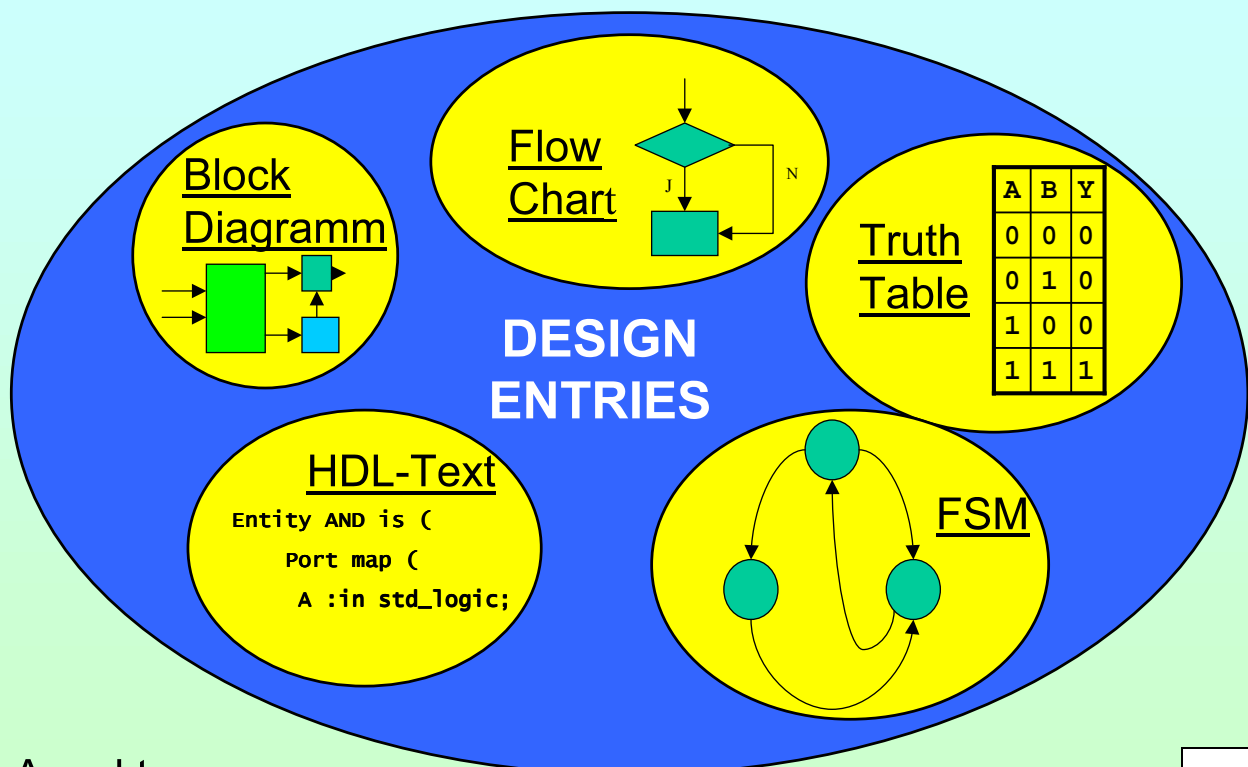 Block
Diagramm
Flow
Chart
J
N
Truth
Table
A B Y
0 0 0
0 1 0
1 0 0
1 1 1
DESIGN
ENTRIES
HDL-Text
Entity AND is (
Port map (
A :in std_logic;
FSM